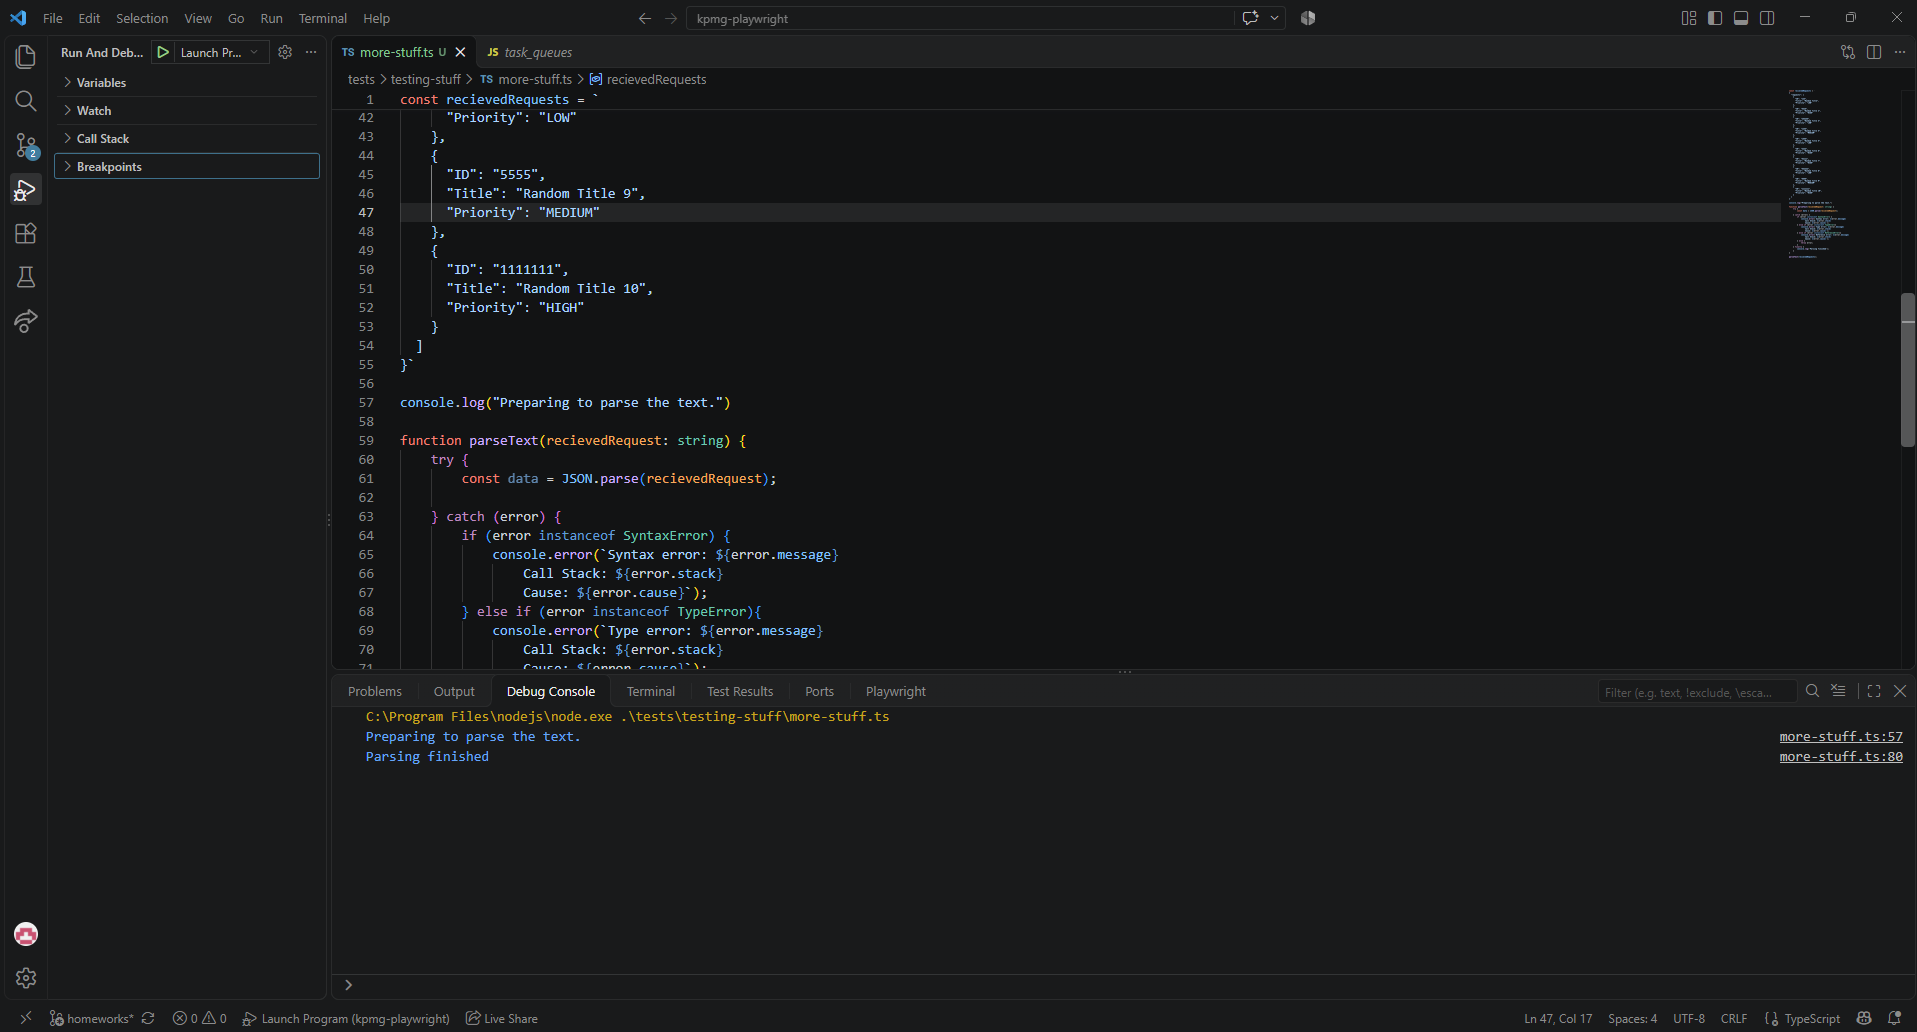 File Edit Selection View Go Run Terminal Help
kpmg-playwright
Run And Deb... Launch Pr...
Variables
Watch
Call Stack
Breakpoints
2
TS more-stuff.ts U
JS task_queues
tests > testing-stuff > TS more-stuff.ts > recievedRequests
1 const recievedRequests = `
42 "Priority": "LOW"
43 },
44 {
45 "ID": "5555",
46 "Title": "Random Title 9",
47 "Priority": "MEDIUM"
48 },
49 {
50 "ID": "1111111",
51 "Title": "Random Title 10",
52 "Priority": "HIGH"
53 }
54 ]
55 }`
56
57 console.log("Preparing to parse the text.")
58
59 function parseText(recievedRequest: string) {
60 try {
61 const data = JSON.parse(recievedRequest);
62
63 } catch (error) {
64 if (error instanceof SyntaxError) {
65 console.error(`Syntax error: ${error.message}
66 Call Stack: ${error.stack}
67 Cause: ${error.cause}`);
68 } else if (error instanceof TypeError){
69 console.error(`Type error: ${error.message}
70 Call Stack: ${error.stack}
71 Cause: ${error.cause}`);
Problems Output Debug Console Terminal Test Results Ports Playwright
Filter (e.g. text, !exclude, \esca...
C:\Program Files\nodejs\node.exe .\tests\testing-stuff\more-stuff.ts
Preparing to parse the text. more-stuff.ts:57
Parsing finished more-stuff.ts:80
homeworks* 0 0 Launch Program (kpmg-playwright) Live Share
Ln 47, Col 17 Spaces: 4 UTF-8 CRLF TypeScript